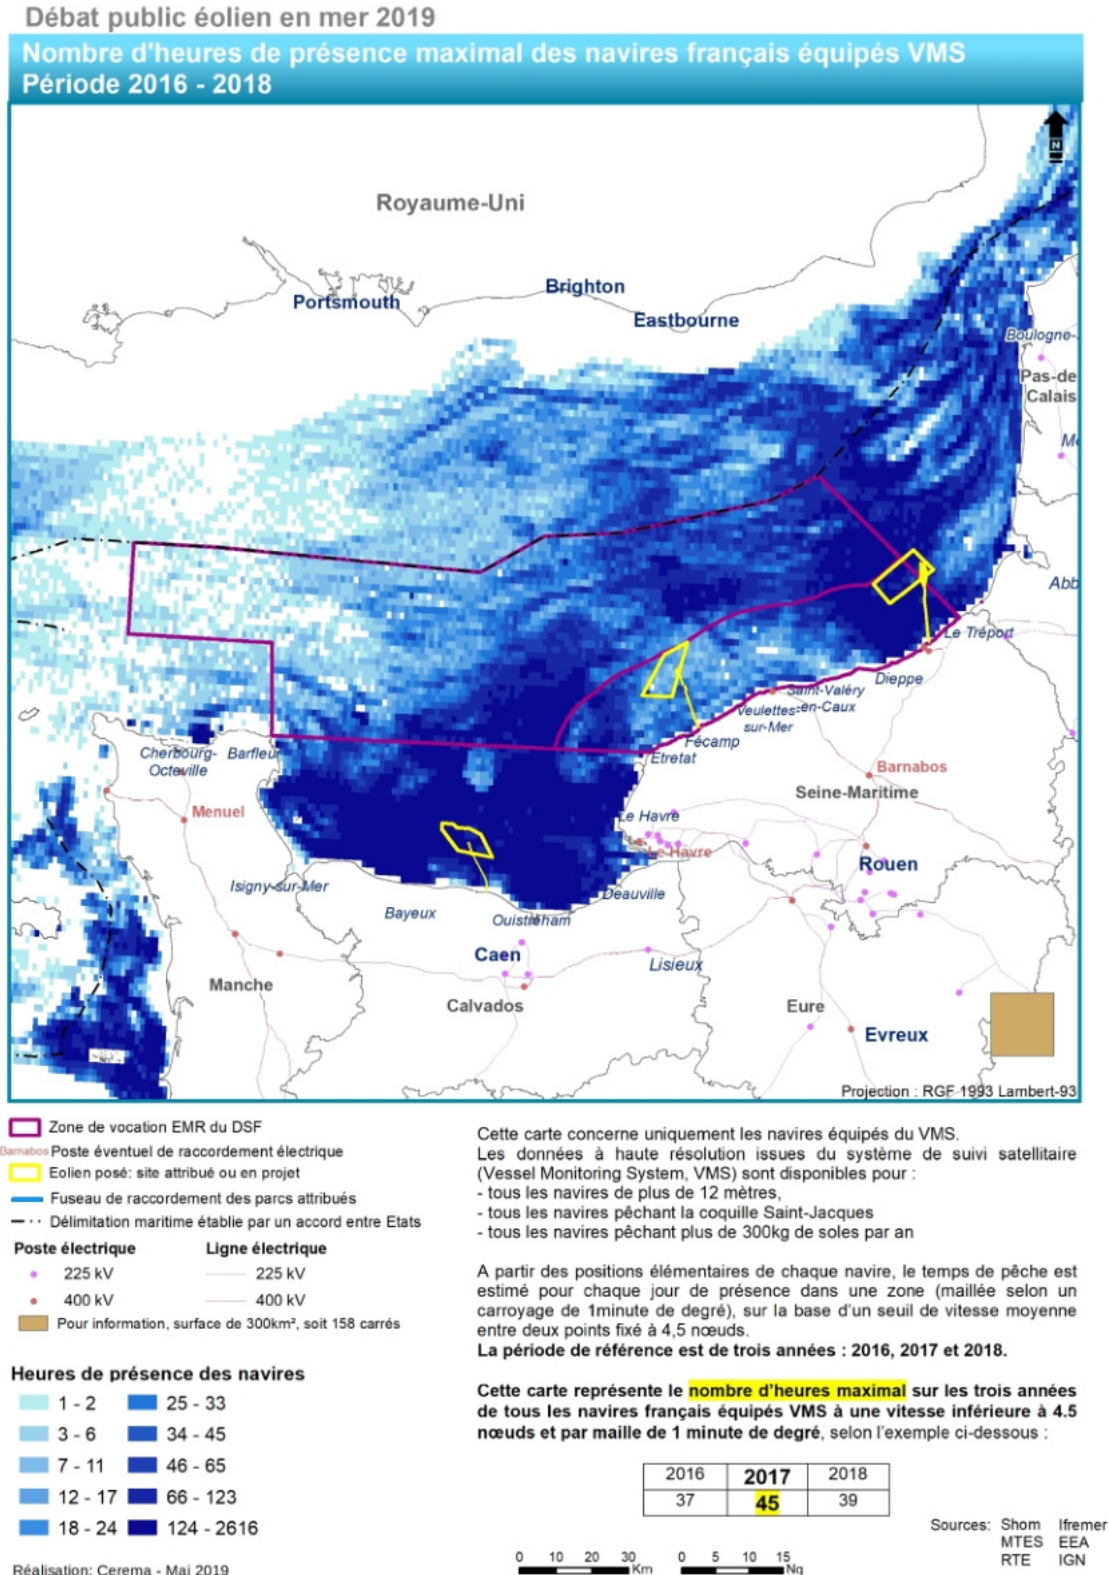 Débat public éolien en mer 2019
Nombre d'heures de présence maximal des navires français équipés VMS
Période 2016 - 2018
N
Royaume-Uni
Portsmouth
Brighton
Eastbourne
Boulogne-
Pas-de
Calais
Abb
Le Tréport
Dieppe
Saint-Valéry
-en-Caux
Veulettes-
sur-Mer
Fécamp
Etretat
Cherbourg-
Octeville
Barfleur
Barnabos
Seine-Maritime
Menuel
Le Havre
Le Havre
Rouen
Isigny-sur-Mer
Deauville
Bayeux
Ouistreham
Caen
Lisieux
Manche
Calvados
Eure
Evreux
Projection : RGF 1993 Lambert-93
Zone de vocation EMR du DSF
Barnabos Poste éventuel de raccordement électrique
Eolien posé: site attribué ou en projet
Fuseau de raccordement des parcs attribués
Délimitation maritime établie par un accord entre Etats
Poste électrique
Ligne électrique
225 kV
225 kV
400 kV
400 kV
Pour information, surface de 300km², soit 158 carrés
Heures de présence des navires
1 - 2
25 - 33
3 - 6
34 - 45
7 - 11
46 - 65
12 - 17
66 - 123
18 - 24
124 - 2616
Réalisation: Cerema - Mai 2019
Cette carte concerne uniquement les navires équipés du VMS.
Les données à haute résolution issues du système de suivi satellitaire
(Vessel Monitoring System, VMS) sont disponibles pour :
- tous les navires de plus de 12 mètres,
- tous les navires pêchant la coquille Saint-Jacques
- tous les navires pêchant plus de 300kg de soles par an
A partir des positions élémentaires de chaque navire, le temps de pêche est
estimé pour chaque jour de présence dans une zone (maillée selon un
carroyage de 1minute de degré), sur la base d'un seuil de vitesse moyenne
entre deux points fixé à 4,5 nœuds.
La période de référence est de trois années : 2016, 2017 et 2018.
Cette carte représente le nombre d'heures maximal sur les trois années
de tous les navires français équipés VMS à une vitesse inférieure à 4.5
nœuds et par maille de 1 minute de degré, selon l'exemple ci-dessous :
2016 2017 2018
37 45 39
Sources: Shom Ifremer
MTES EEA
RTE IGN
0 10 20 30 Km
0 5 10 15 Nq